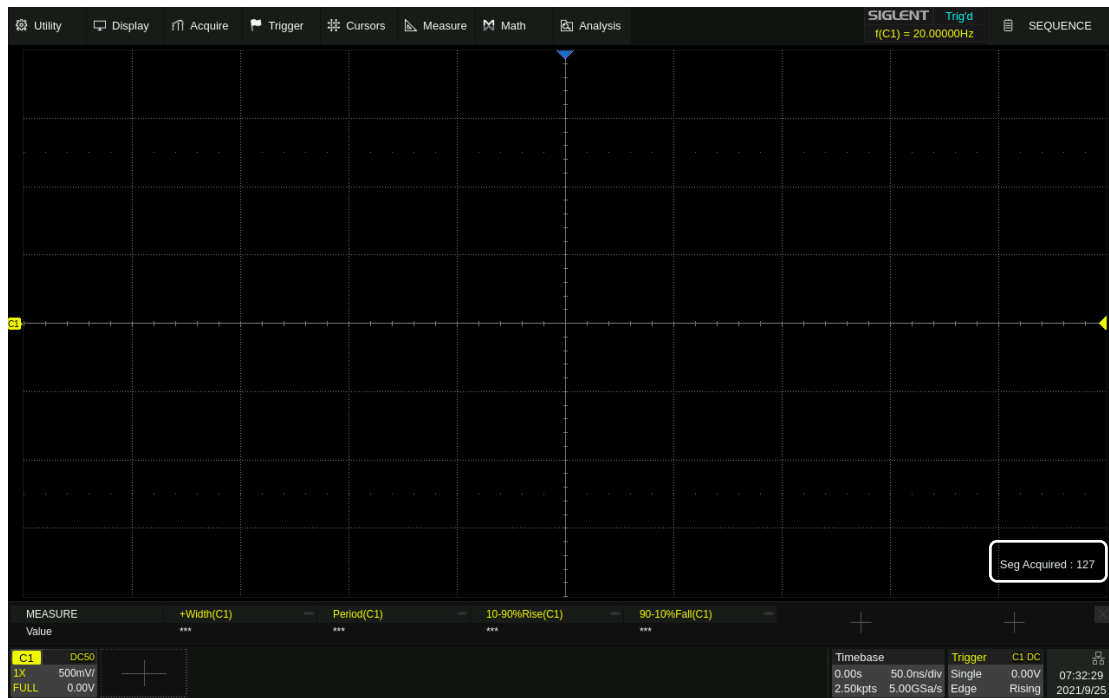 Utility Display Acquire Trigger Cursors Measure Math Analysis SIGLENT Trig'd SEQUENCE
f(C1) = 20.00000Hz
C1
Seg Acquired : 127
MEASURE +Width(C1) Period(C1) 10-90%Rise(C1) 90-10%Fall(C1)
Value *** *** *** ***
C1 DC50 Timebase Trigger C1 DC
1X 500mV/ 0.00s 50.0ns/div Single 0.00V 07:32:29
FULL 0.00V 2.50kpts 5.00GSa/s Edge Rising 2021/9/25